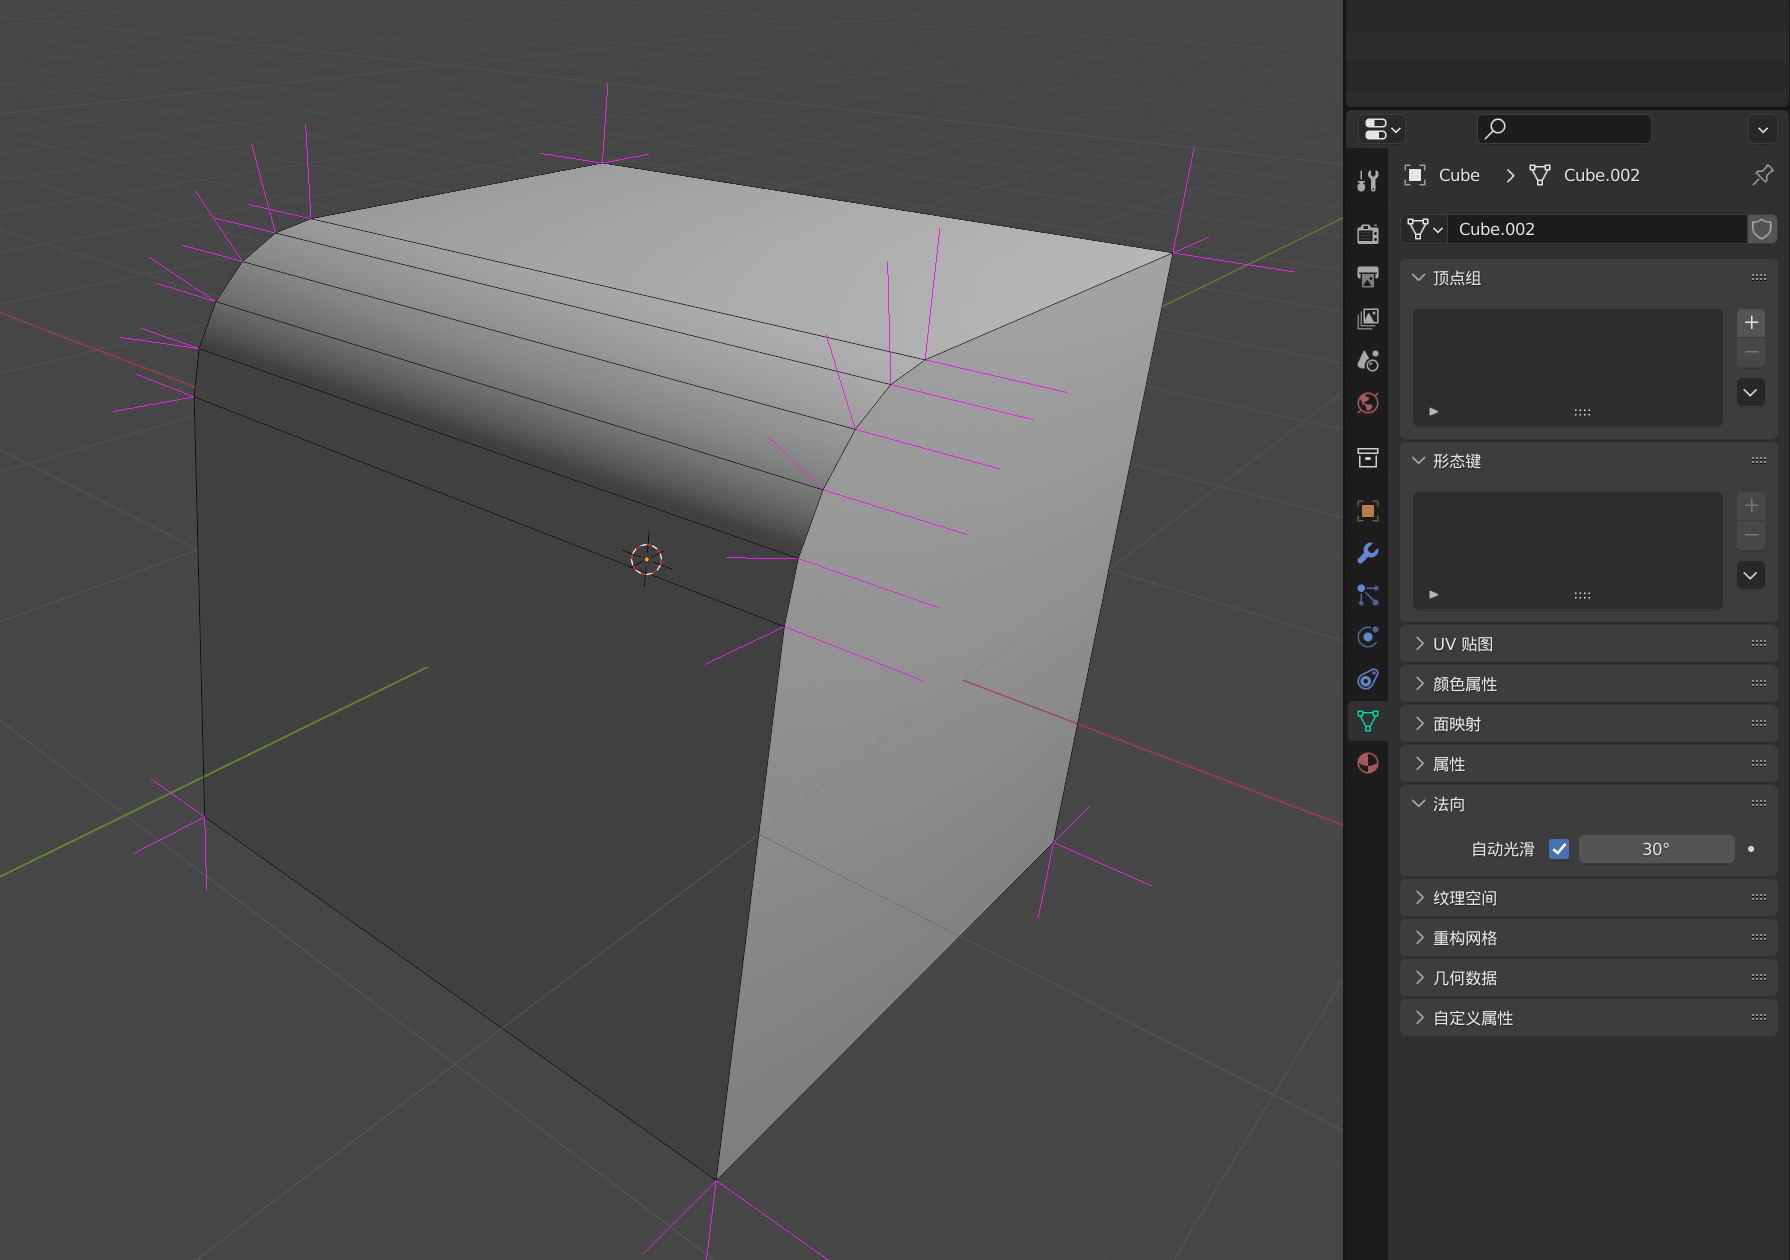 Cube
Cube.002
Cube.002
顶点组
形态键
UV 贴图
颜色属性
面映射
属性
法向
自动光滑 30°
纹理空间
重构网格
几何数据
自定义属性